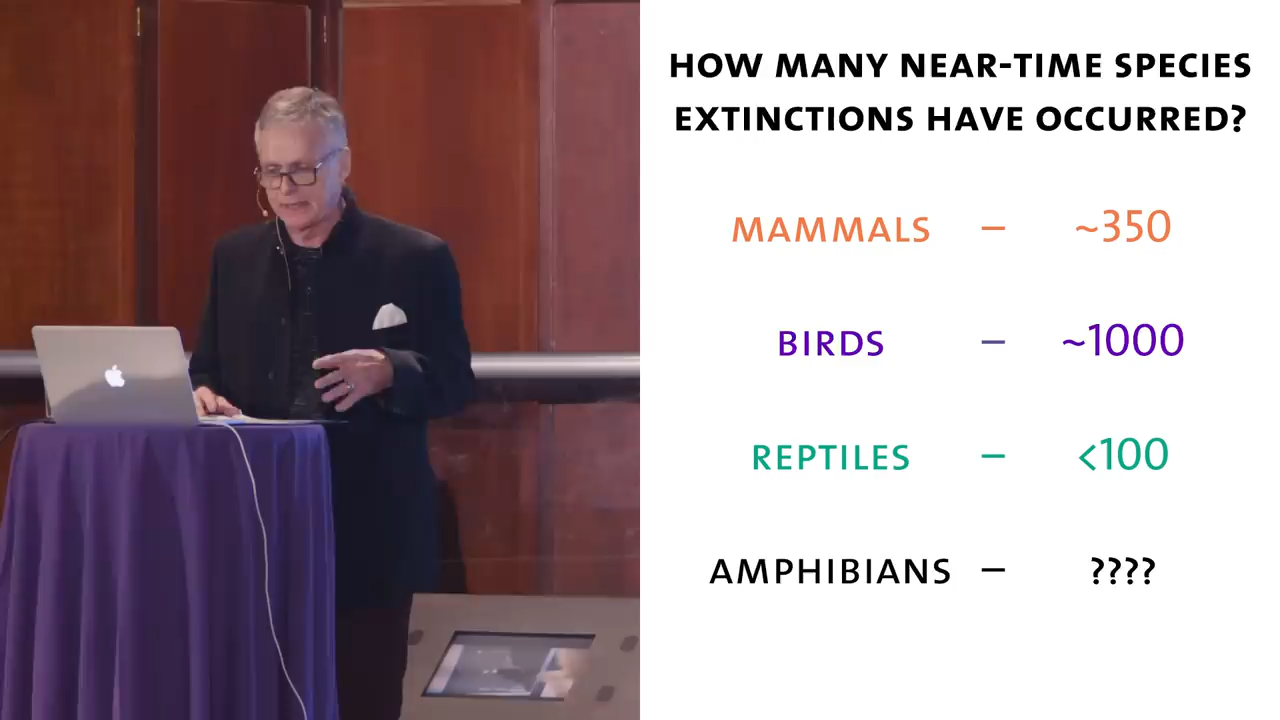 HOW MANY NEAR-TIME SPECIES
EXTINCTIONS HAVE OCCURRED?
MAMMALS – ~350
BIRDS – ~1000
REPTILES – <100
AMPHIBIANS – ????